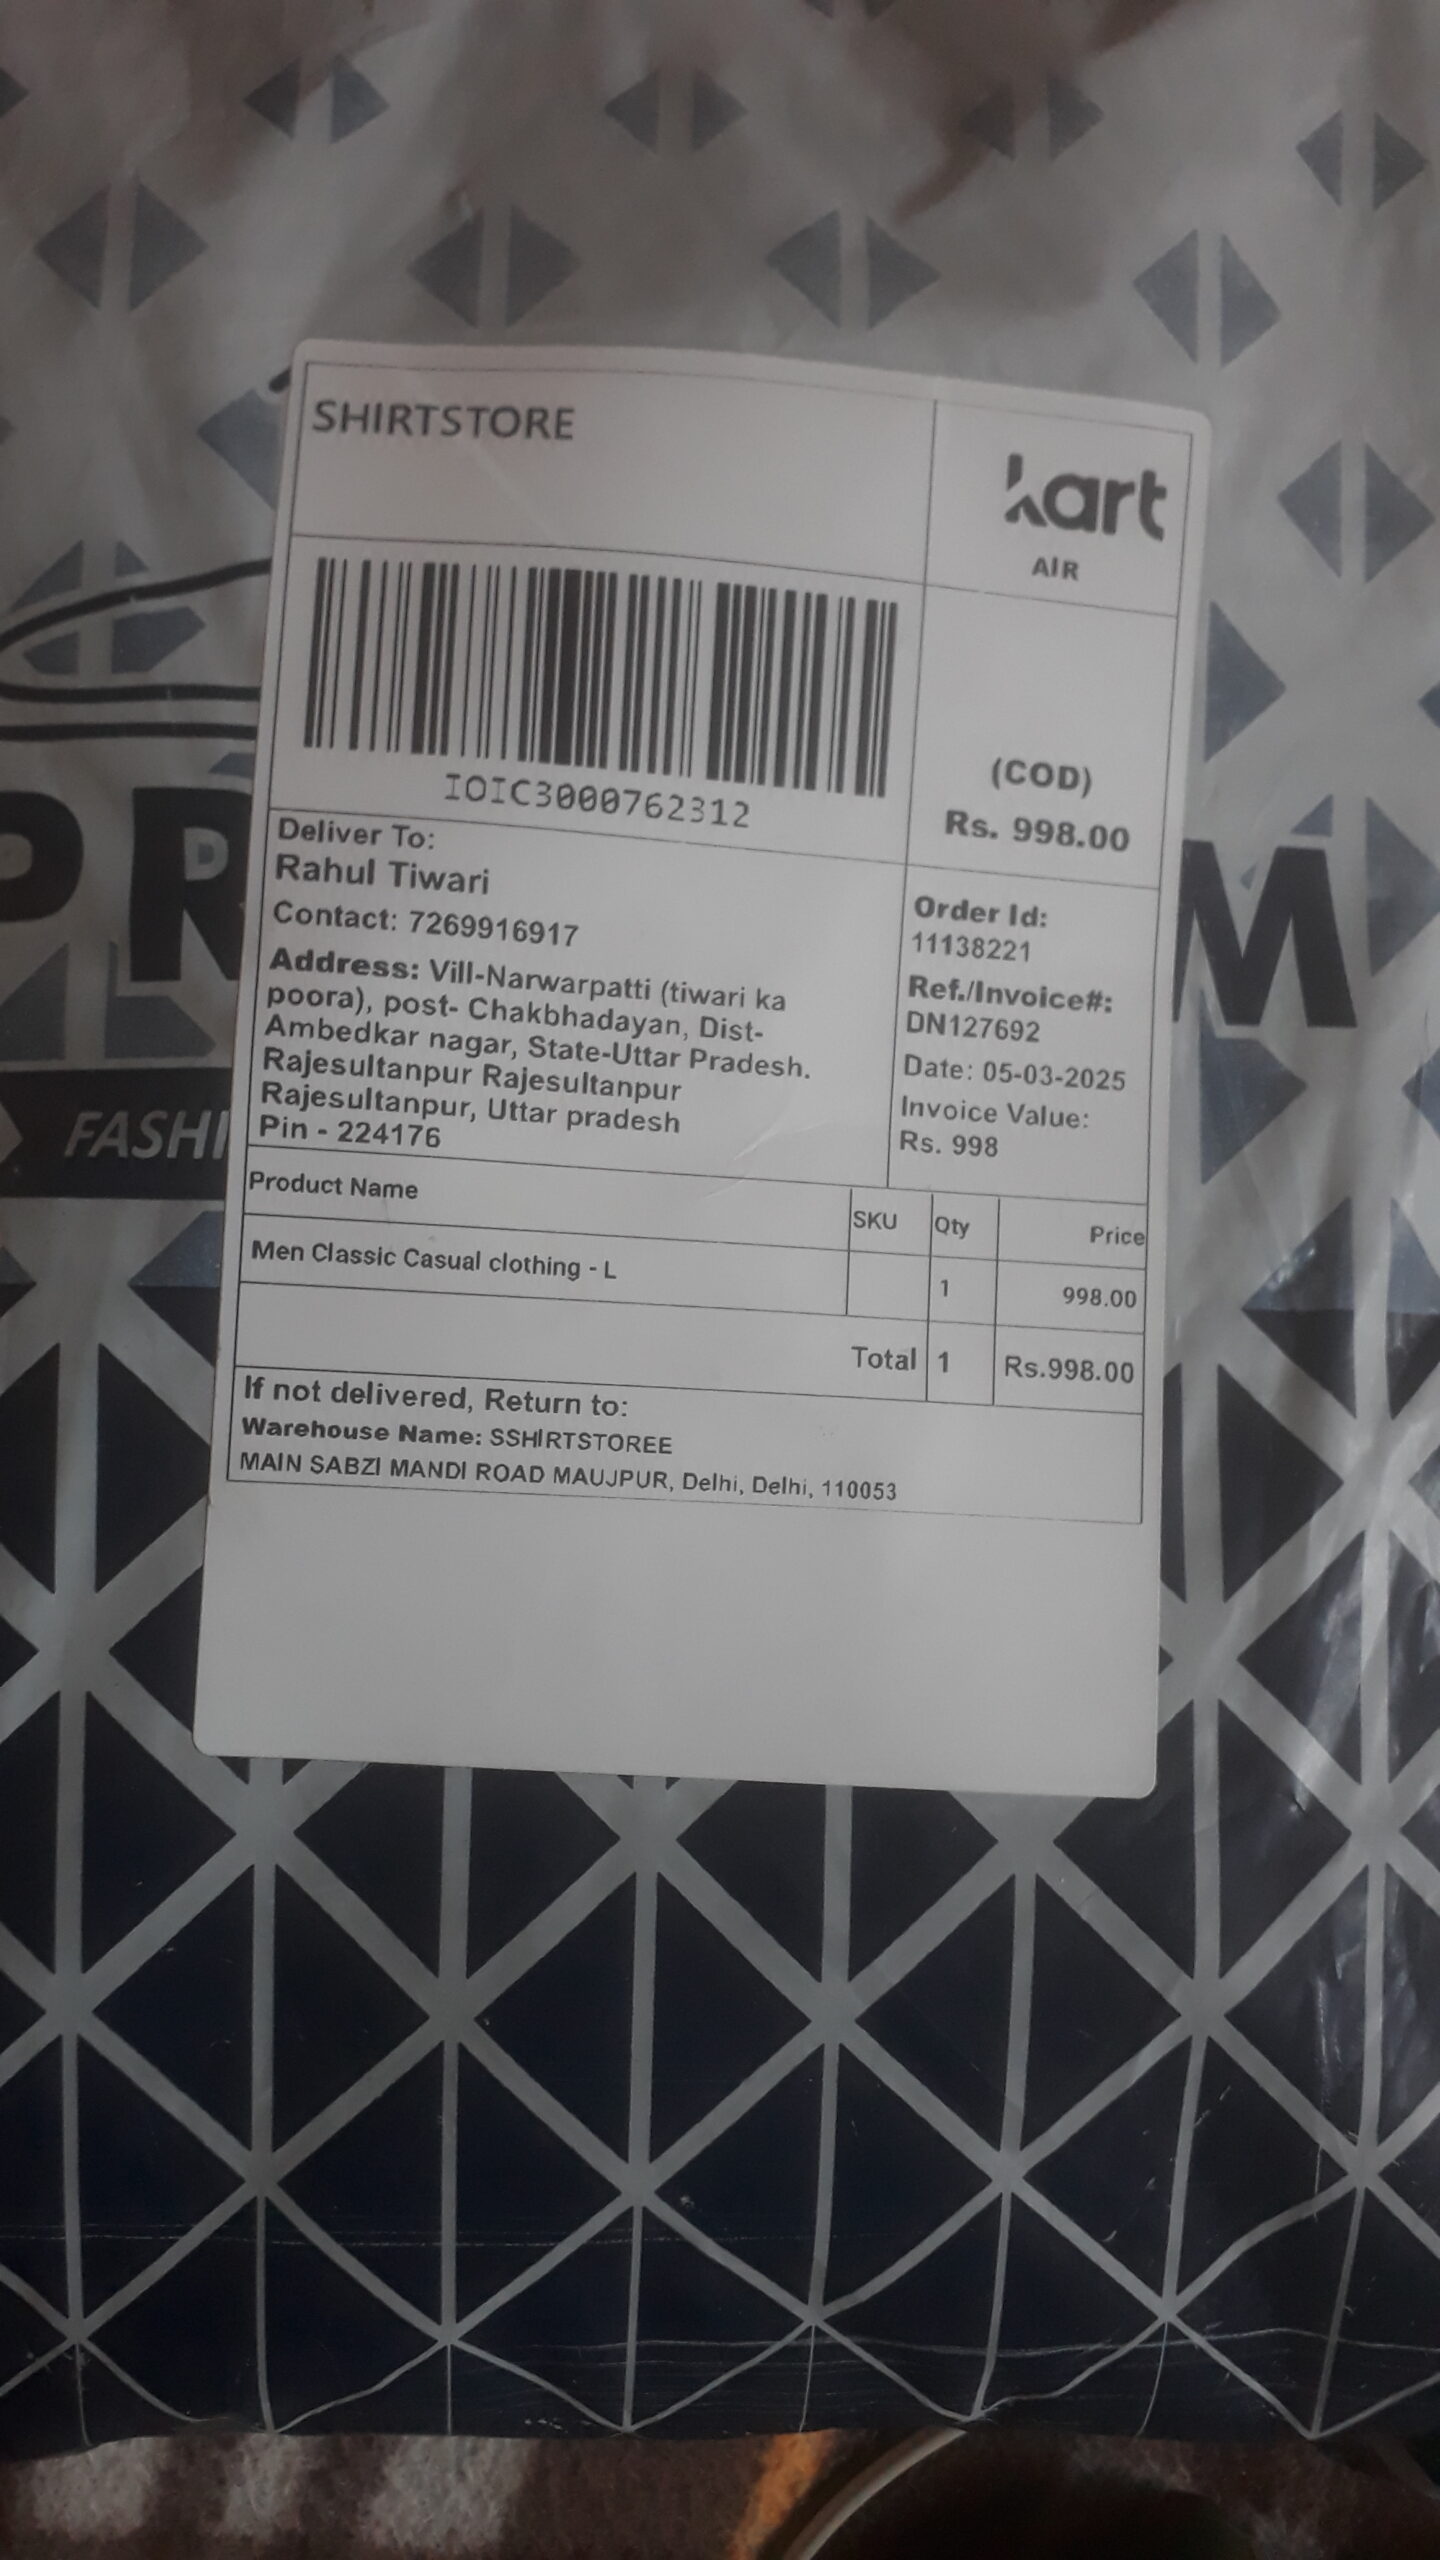 SHIRTSTORE
kart
AIR
IOIC3000762312
(COD)
Rs. 998.00
Deliver To:
Rahul Tiwari
Contact: 7269916917
Address: Vill-Narwarpatti (tiwari ka
poora), post- Chakbhadayan, Dist-
Ambedkar nagar, State-Uttar Pradesh.
Rajesultanpur Rajesultanpur
Rajesultanpur, Uttar pradesh
Pin - 224176
Order Id:
11138221
Ref./Invoice#:
DN127692
Date: 05-03-2025
Invoice Value:
Rs. 998
Product Name SKU Qty Price
Men Classic Casual clothing - L 1 998.00
Total 1 Rs.998.00
If not delivered, Return to:
Warehouse Name: SSHIRTSTOREE
MAIN SABZI MANDI ROAD MAUJPUR, Delhi, Delhi, 110053